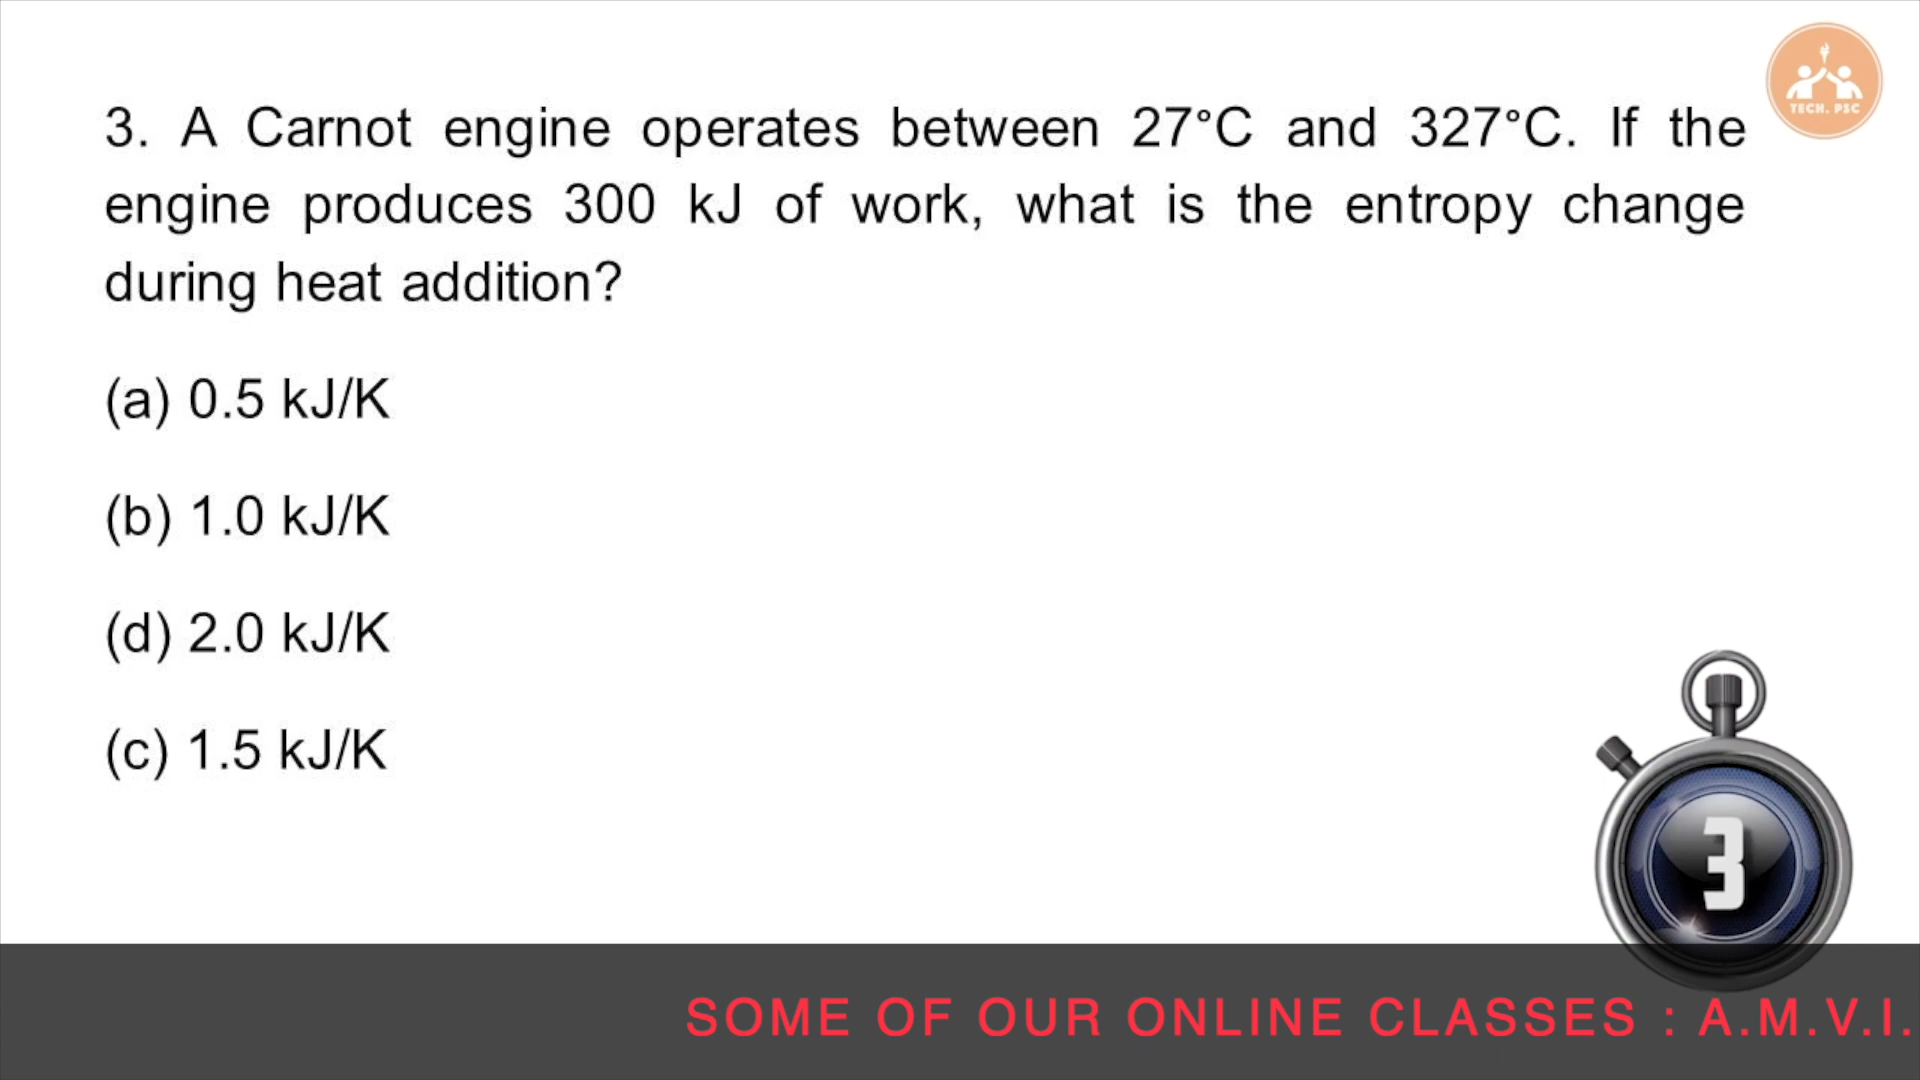 3. A Carnot engine operates between 27°C and 327°C. If the
engine produces 300 kJ of work, what is the entropy change
during heat addition?
(a) 0.5 kJ/K
(b) 1.0 kJ/K
(d) 2.0 kJ/K
(c) 1.5 kJ/K
TECH. PSC
3
SOME OF OUR ONLINE CLASSES : A.M.V.I.